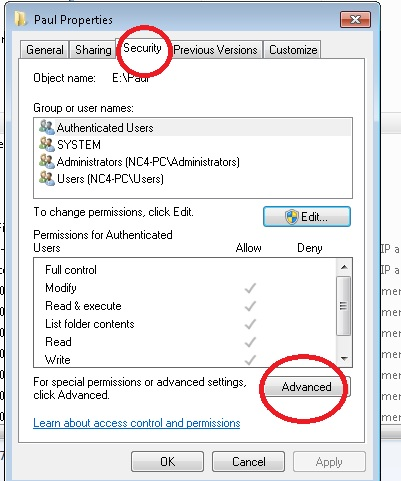 Paul Properties
General Sharing Security Previous Versions Customize
Object name: E:\Paul
Group or user names:
Authenticated Users
SYSTEM
Administrators (NC4-PC\Administrators)
Users (NC4-PC\Users)
To change permissions, click Edit. Edit...
Permissions for Authenticated
Users Allow Deny
Full control
Modify
Read & execute
List folder contents
Read
Write
For special permissions or advanced settings, Advanced
click Advanced.
Learn about access control and permissions
OK Cancel Apply